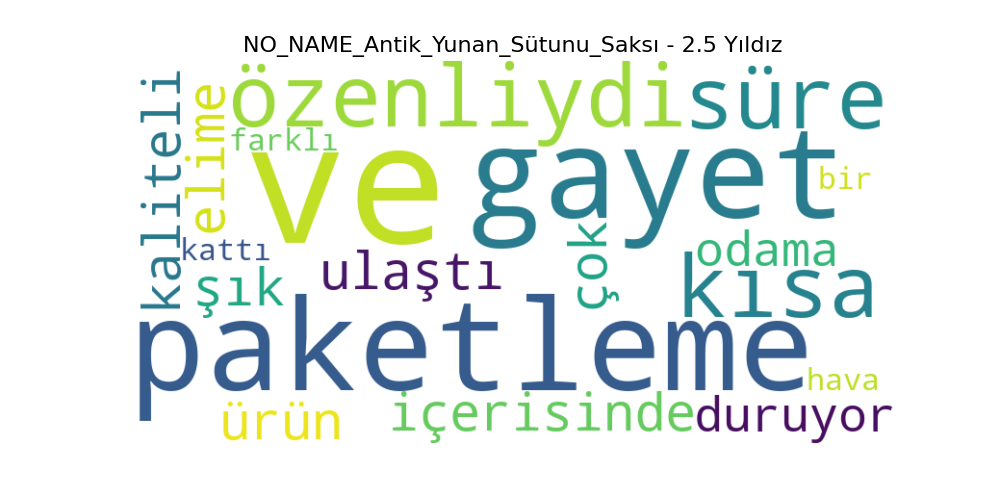 NO_NAME_Antik_Yunan_Sütunu_Saksı - 2.5 Yıldız
kaliteli
elime
özenliydi
süre
farklı
ve
gayet
bir
kattı
ulaştı
çok
odama
şık
kısa
paketleme
hava
ürün
içerisinde
duruyor